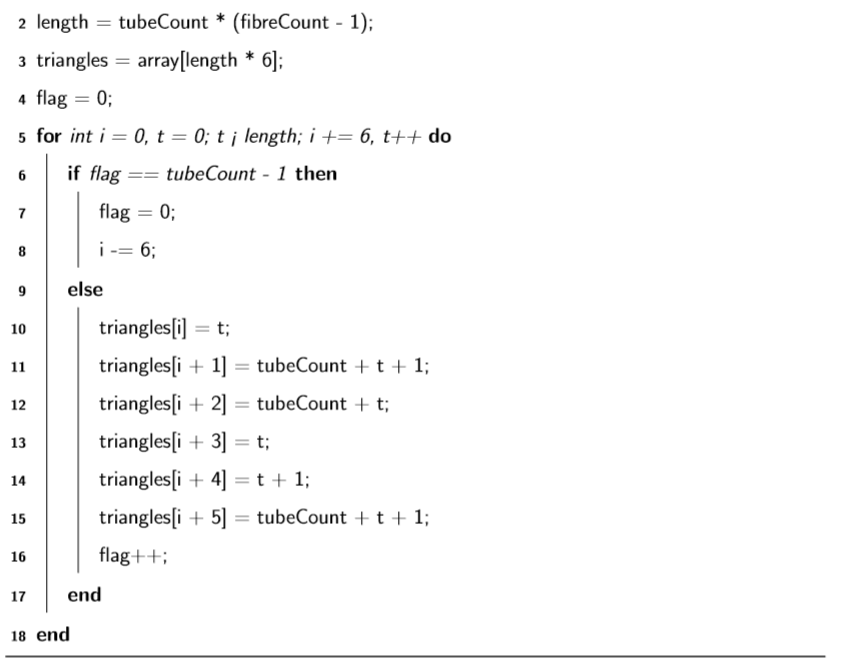 2 length = tubeCount * (fibreCount - 1);
3 triangles = array[length * 6];
4 flag = 0;
5 for int i = 0, t = 0; t ¡ length; i += 6, t++ do
6 if flag == tubeCount - 1 then
7 flag = 0;
8 i -= 6;
9 else
10 triangles[i] = t;
11 triangles[i + 1] = tubeCount + t + 1;
12 triangles[i + 2] = tubeCount + t;
13 triangles[i + 3] = t;
14 triangles[i + 4] = t + 1;
15 triangles[i + 5] = tubeCount + t + 1;
16 flag++;
17 end
18 end